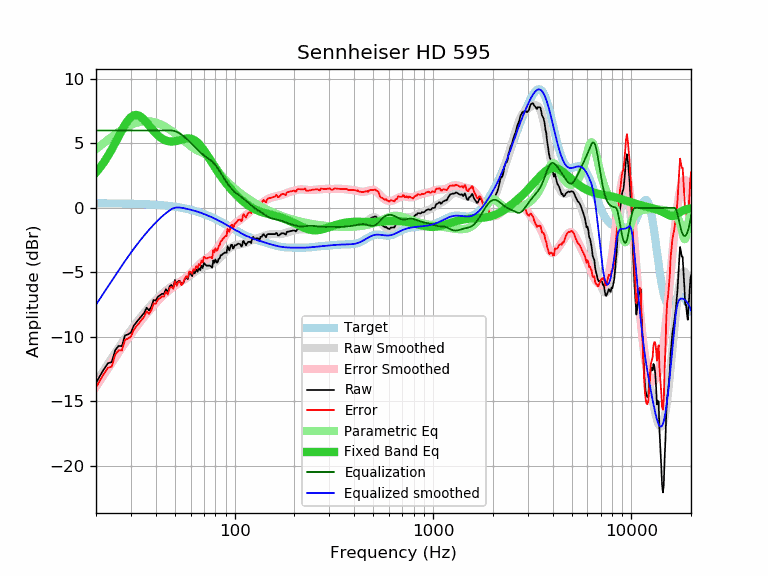 Sennheiser HD 595
Amplitude (dBr)
10
5
0
−5
−10
−15
−20
Target
Raw Smoothed
Error Smoothed
Raw
Error
Parametric Eq
Fixed Band Eq
Equalization
Equalized smoothed
100
1000
10000
Frequency (Hz)